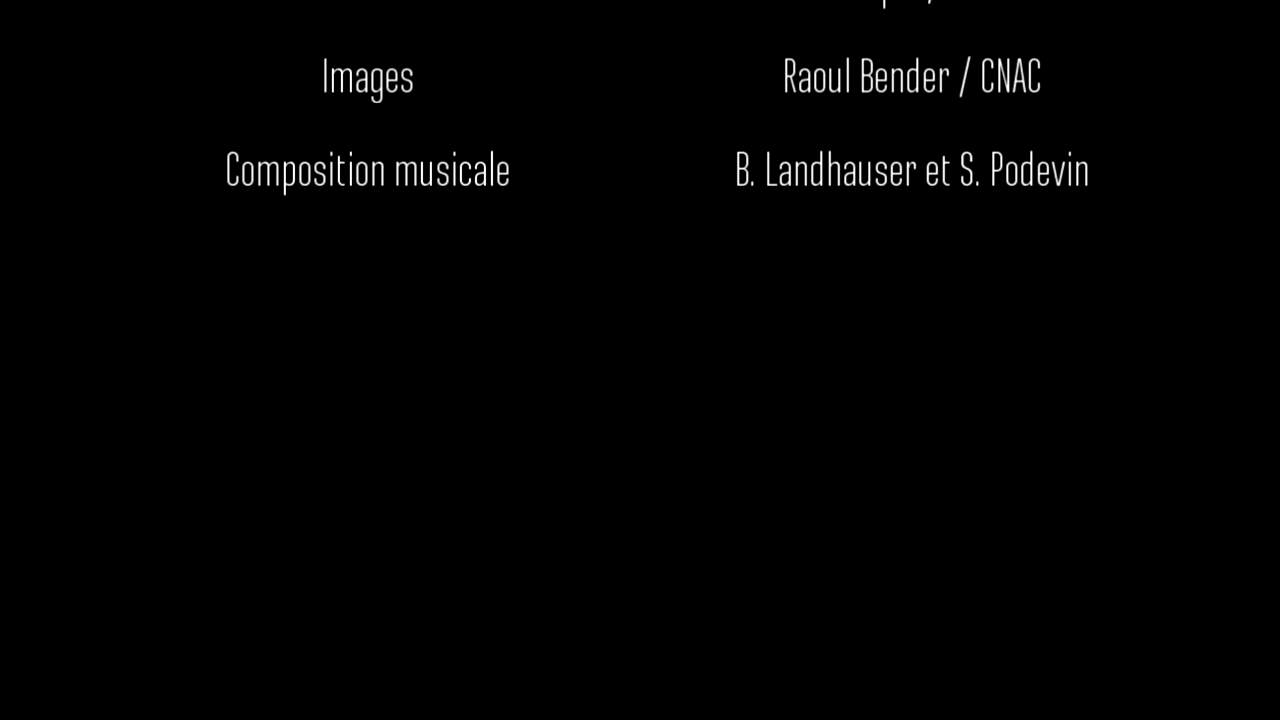 Images Raoul Bender / CNAC
Composition musicale B. Landhauser et S. Podevin